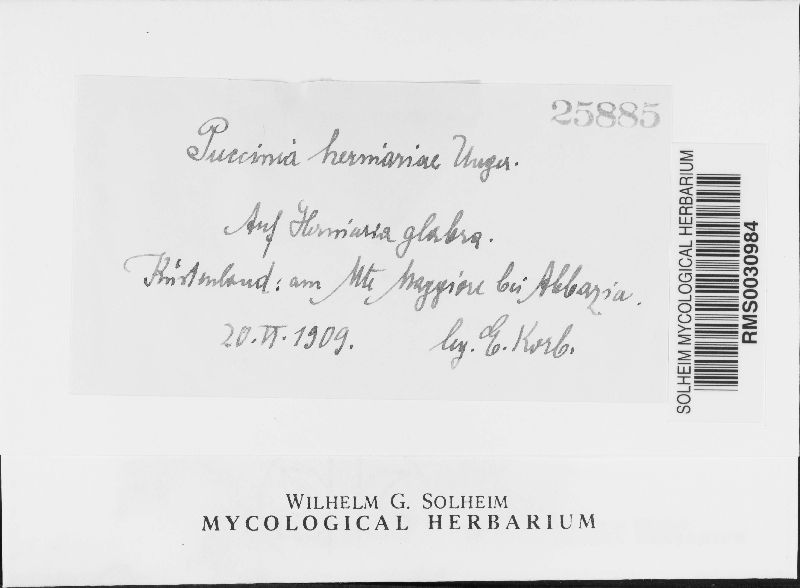 25885
Puccinia herniariae Unger.
Auf Herniaria glabra.
Küstenland: am Mte Maggiore bei Abbazia.
20.VI.1909. leg. E. Korb.
SOLHEIM MYCOLOGICAL HERBARIUM
RMS0030984
WILHELM G. SOLHEIM
MYCOLOGICAL HERBARIUM